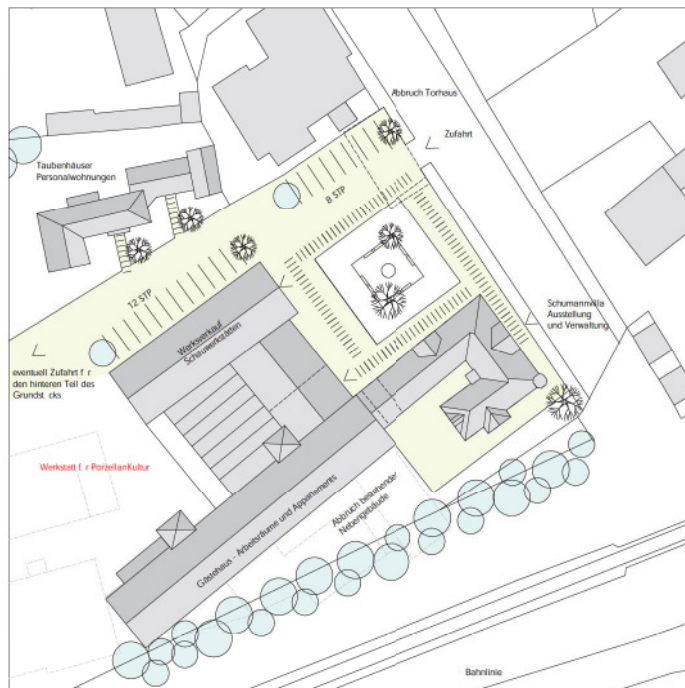 Abbruch Torhaus
Zufahrt
Taubenhäuser
Personalwohnungen
8 STP
12 STP
Werksverkauf
Schauwerkstätten
Schumannvilla
Ausstellung
und Verwaltung
eventuell Zufahrt f r
den hinteren Teil des
Grundst cks
Werkstatt f. r PorzellanKultur
Gästehaus - Arbeitsräume und Appartements
Abbruch bestehender
Nebengebäude
Bahnlinie